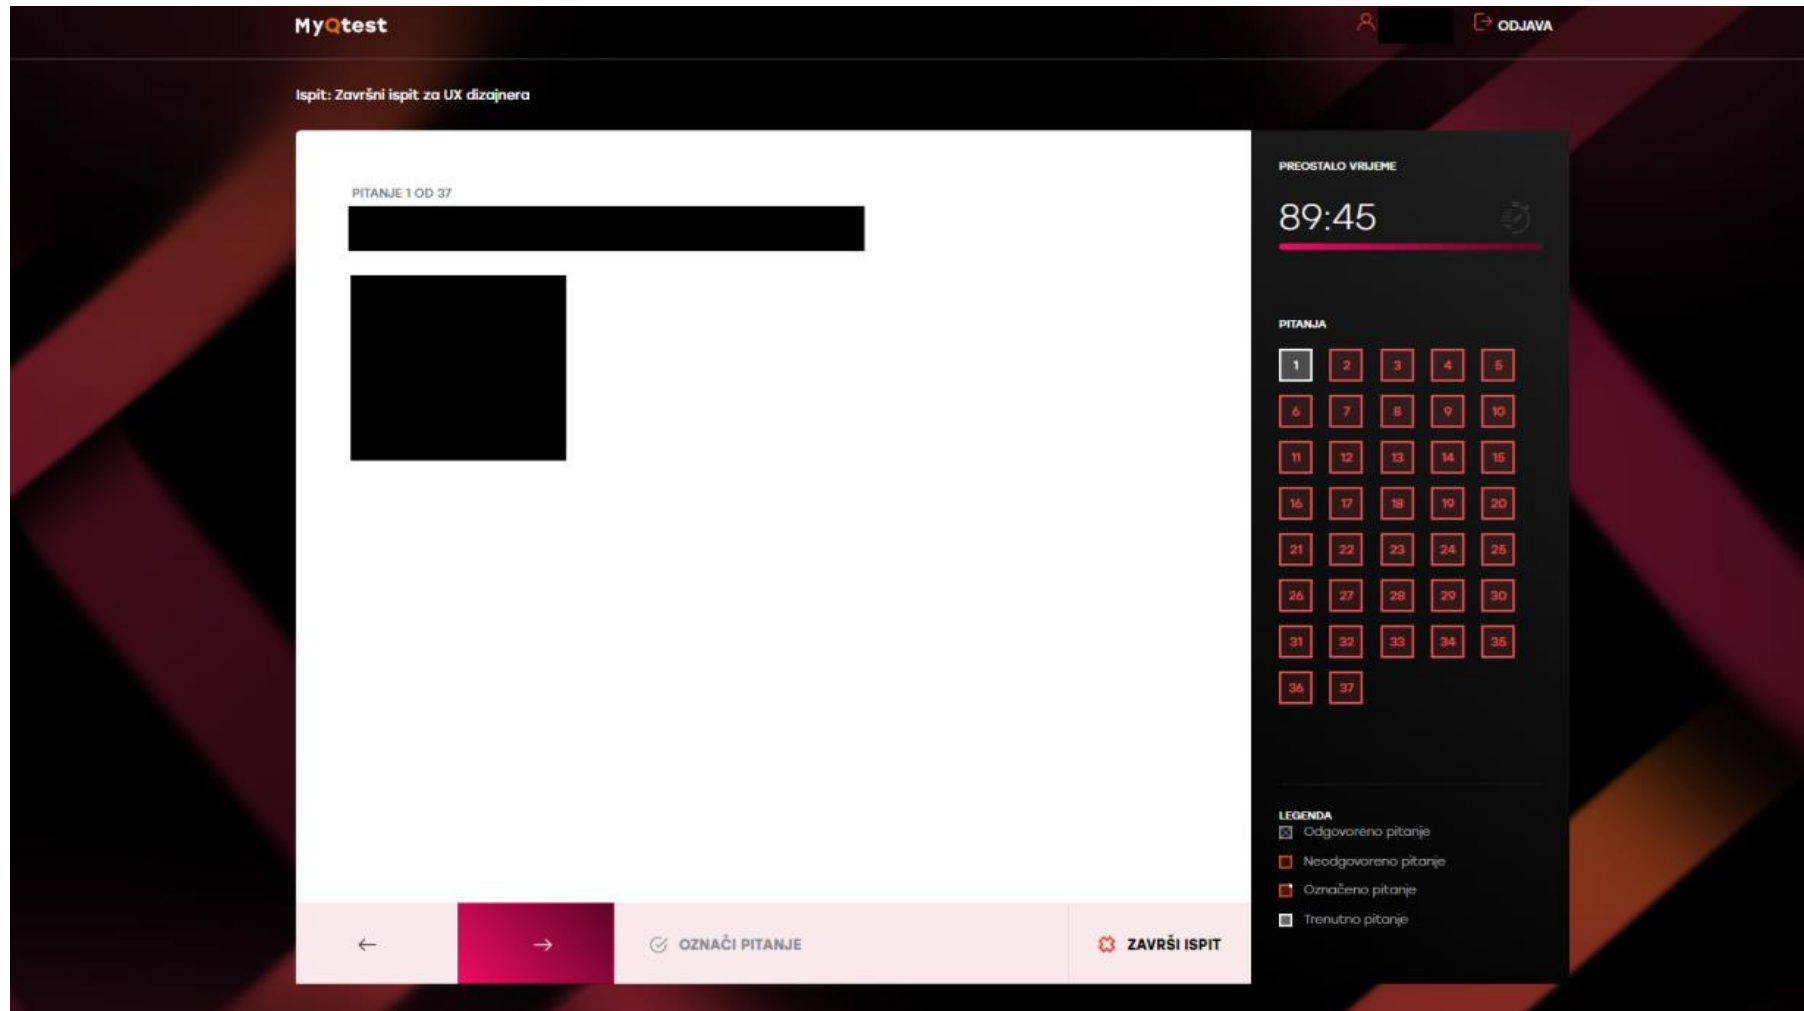 MyQtest
ODJAVA
Ispit: Završni ispit za UX dizajnera
PITANJE 1 OD 37
PREOSTALO VRIJEME
89:45
PITANJA
1 2 3 4 5
6 7 8 9 10
11 12 13 14 15
16 17 18 19 20
21 22 23 24 25
26 27 28 29 30
31 32 33 34 35
36 37
LEGENDA
Odgovoreno pitanje
Neodgovoreno pitanje
Označeno pitanje
Trenutno pitanje
OZNAČI PITANJE
ZAVRŠI ISPIT